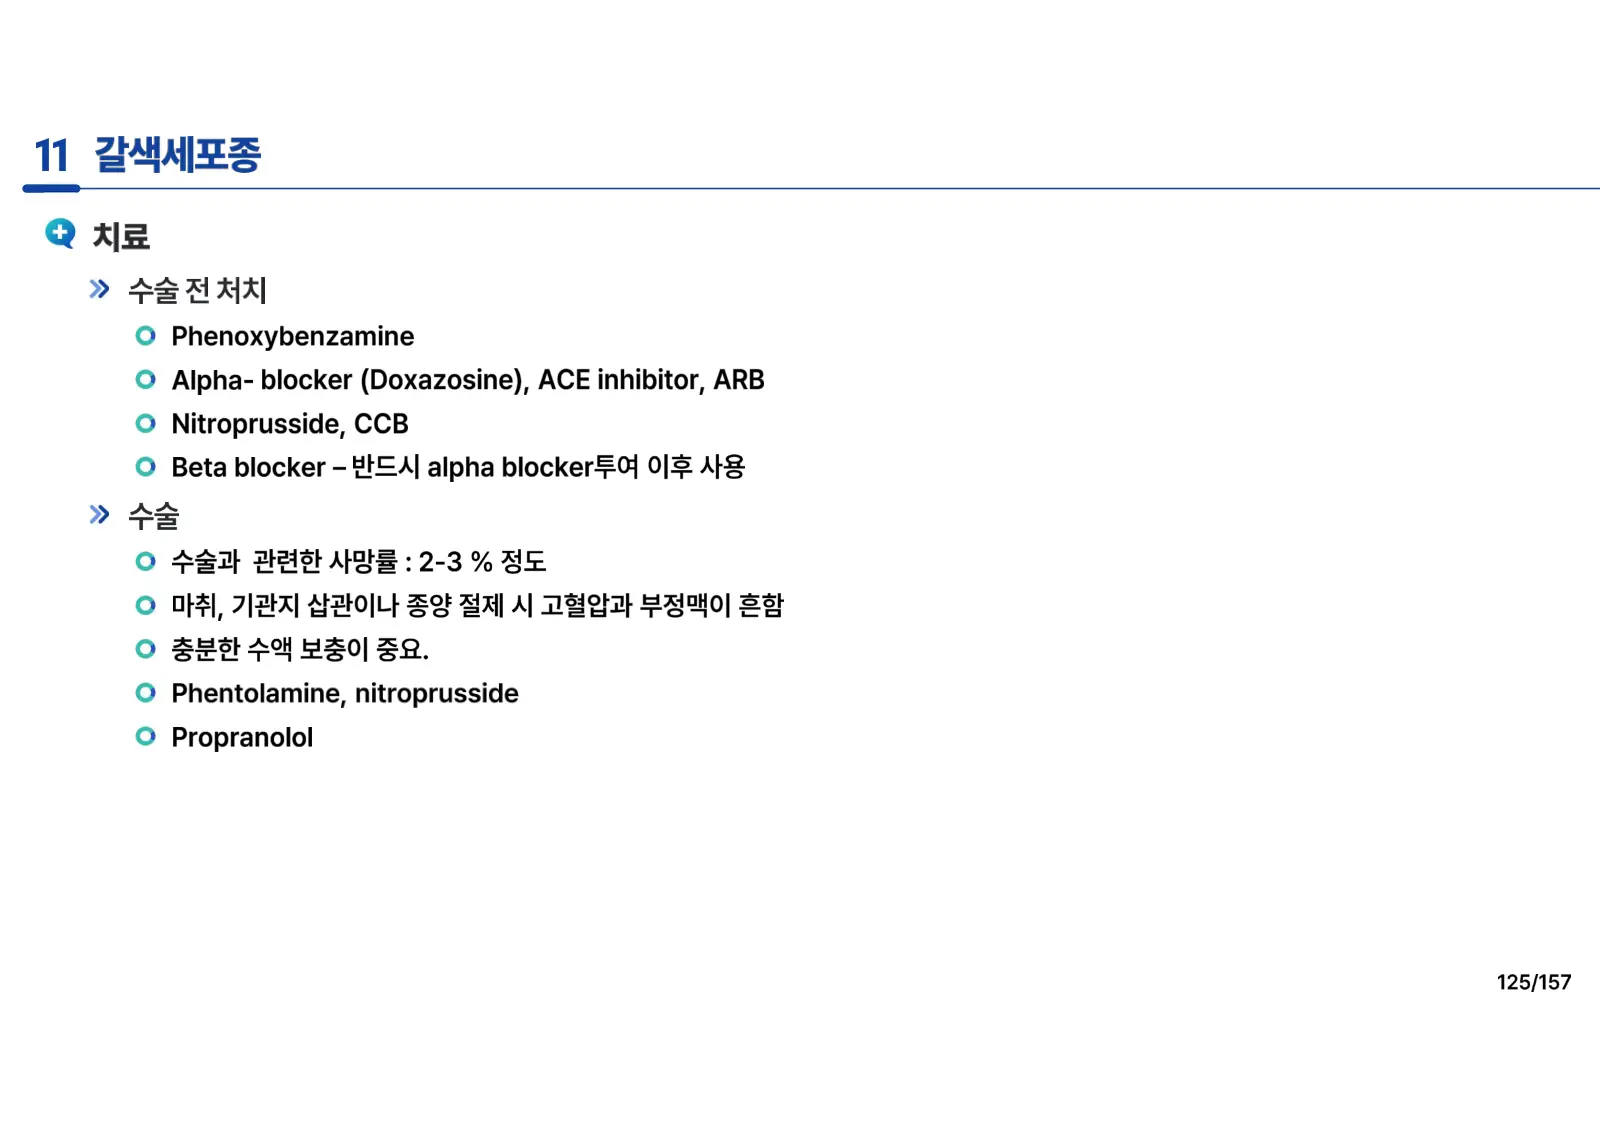 11 갈색세포종
치료
수술 전 처치
Phenoxybenzamine
Alpha- blocker (Doxazosine), ACE inhibitor, ARB
Nitroprusside, CCB
Beta blocker – 반드시 alpha blocker투여 이후 사용
수술
수술과 관련한 사망률 : 2-3 % 정도
마취, 기관지 삽관이나 종양 절제 시 고혈압과 부정맥이 흔함
충분한 수액 보충이 중요.
Phentolamine, nitroprusside
Propranolol
125/157